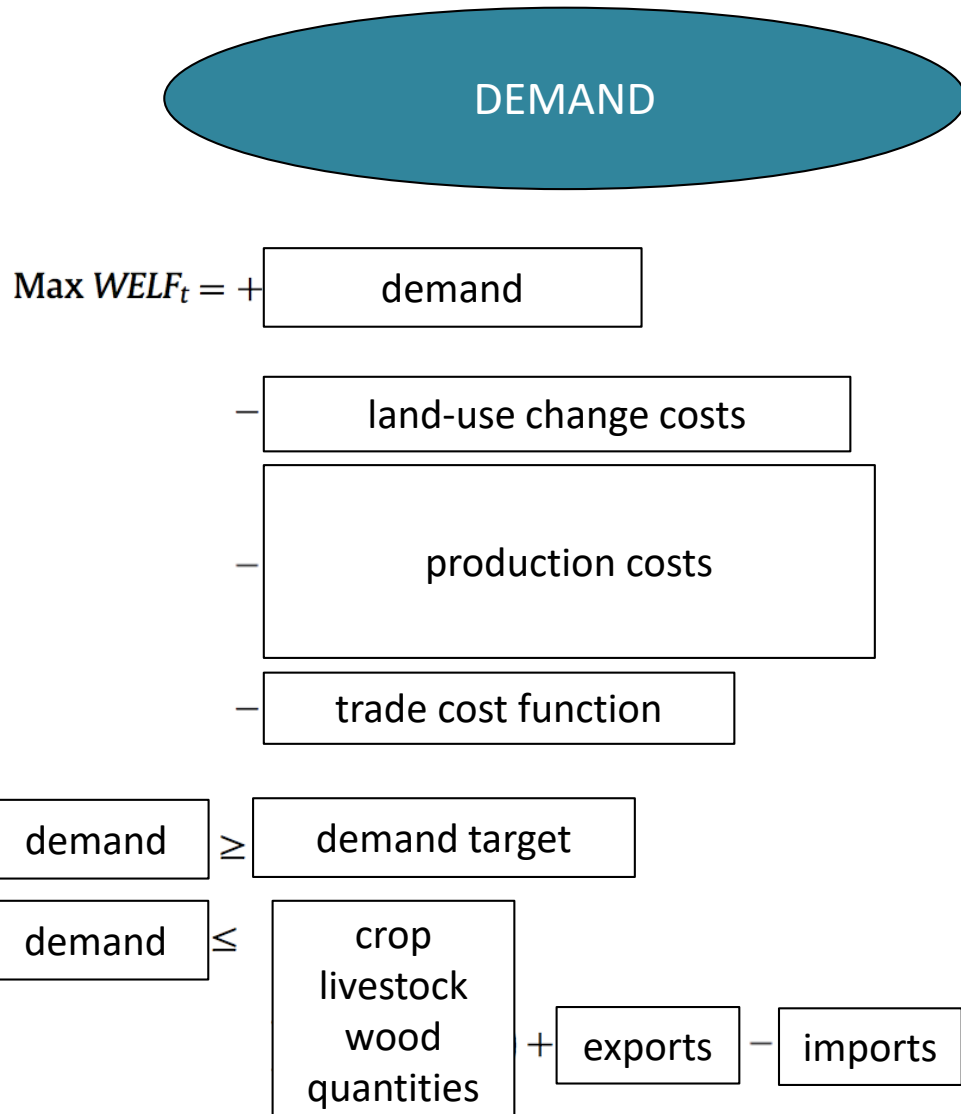 DEMAND
Max WELFₜ = + demand
− land-use change costs
− production costs
− trade cost function
demand ≥ demand target
demand ≤ crop
livestock
wood
quantities ) + exports − imports